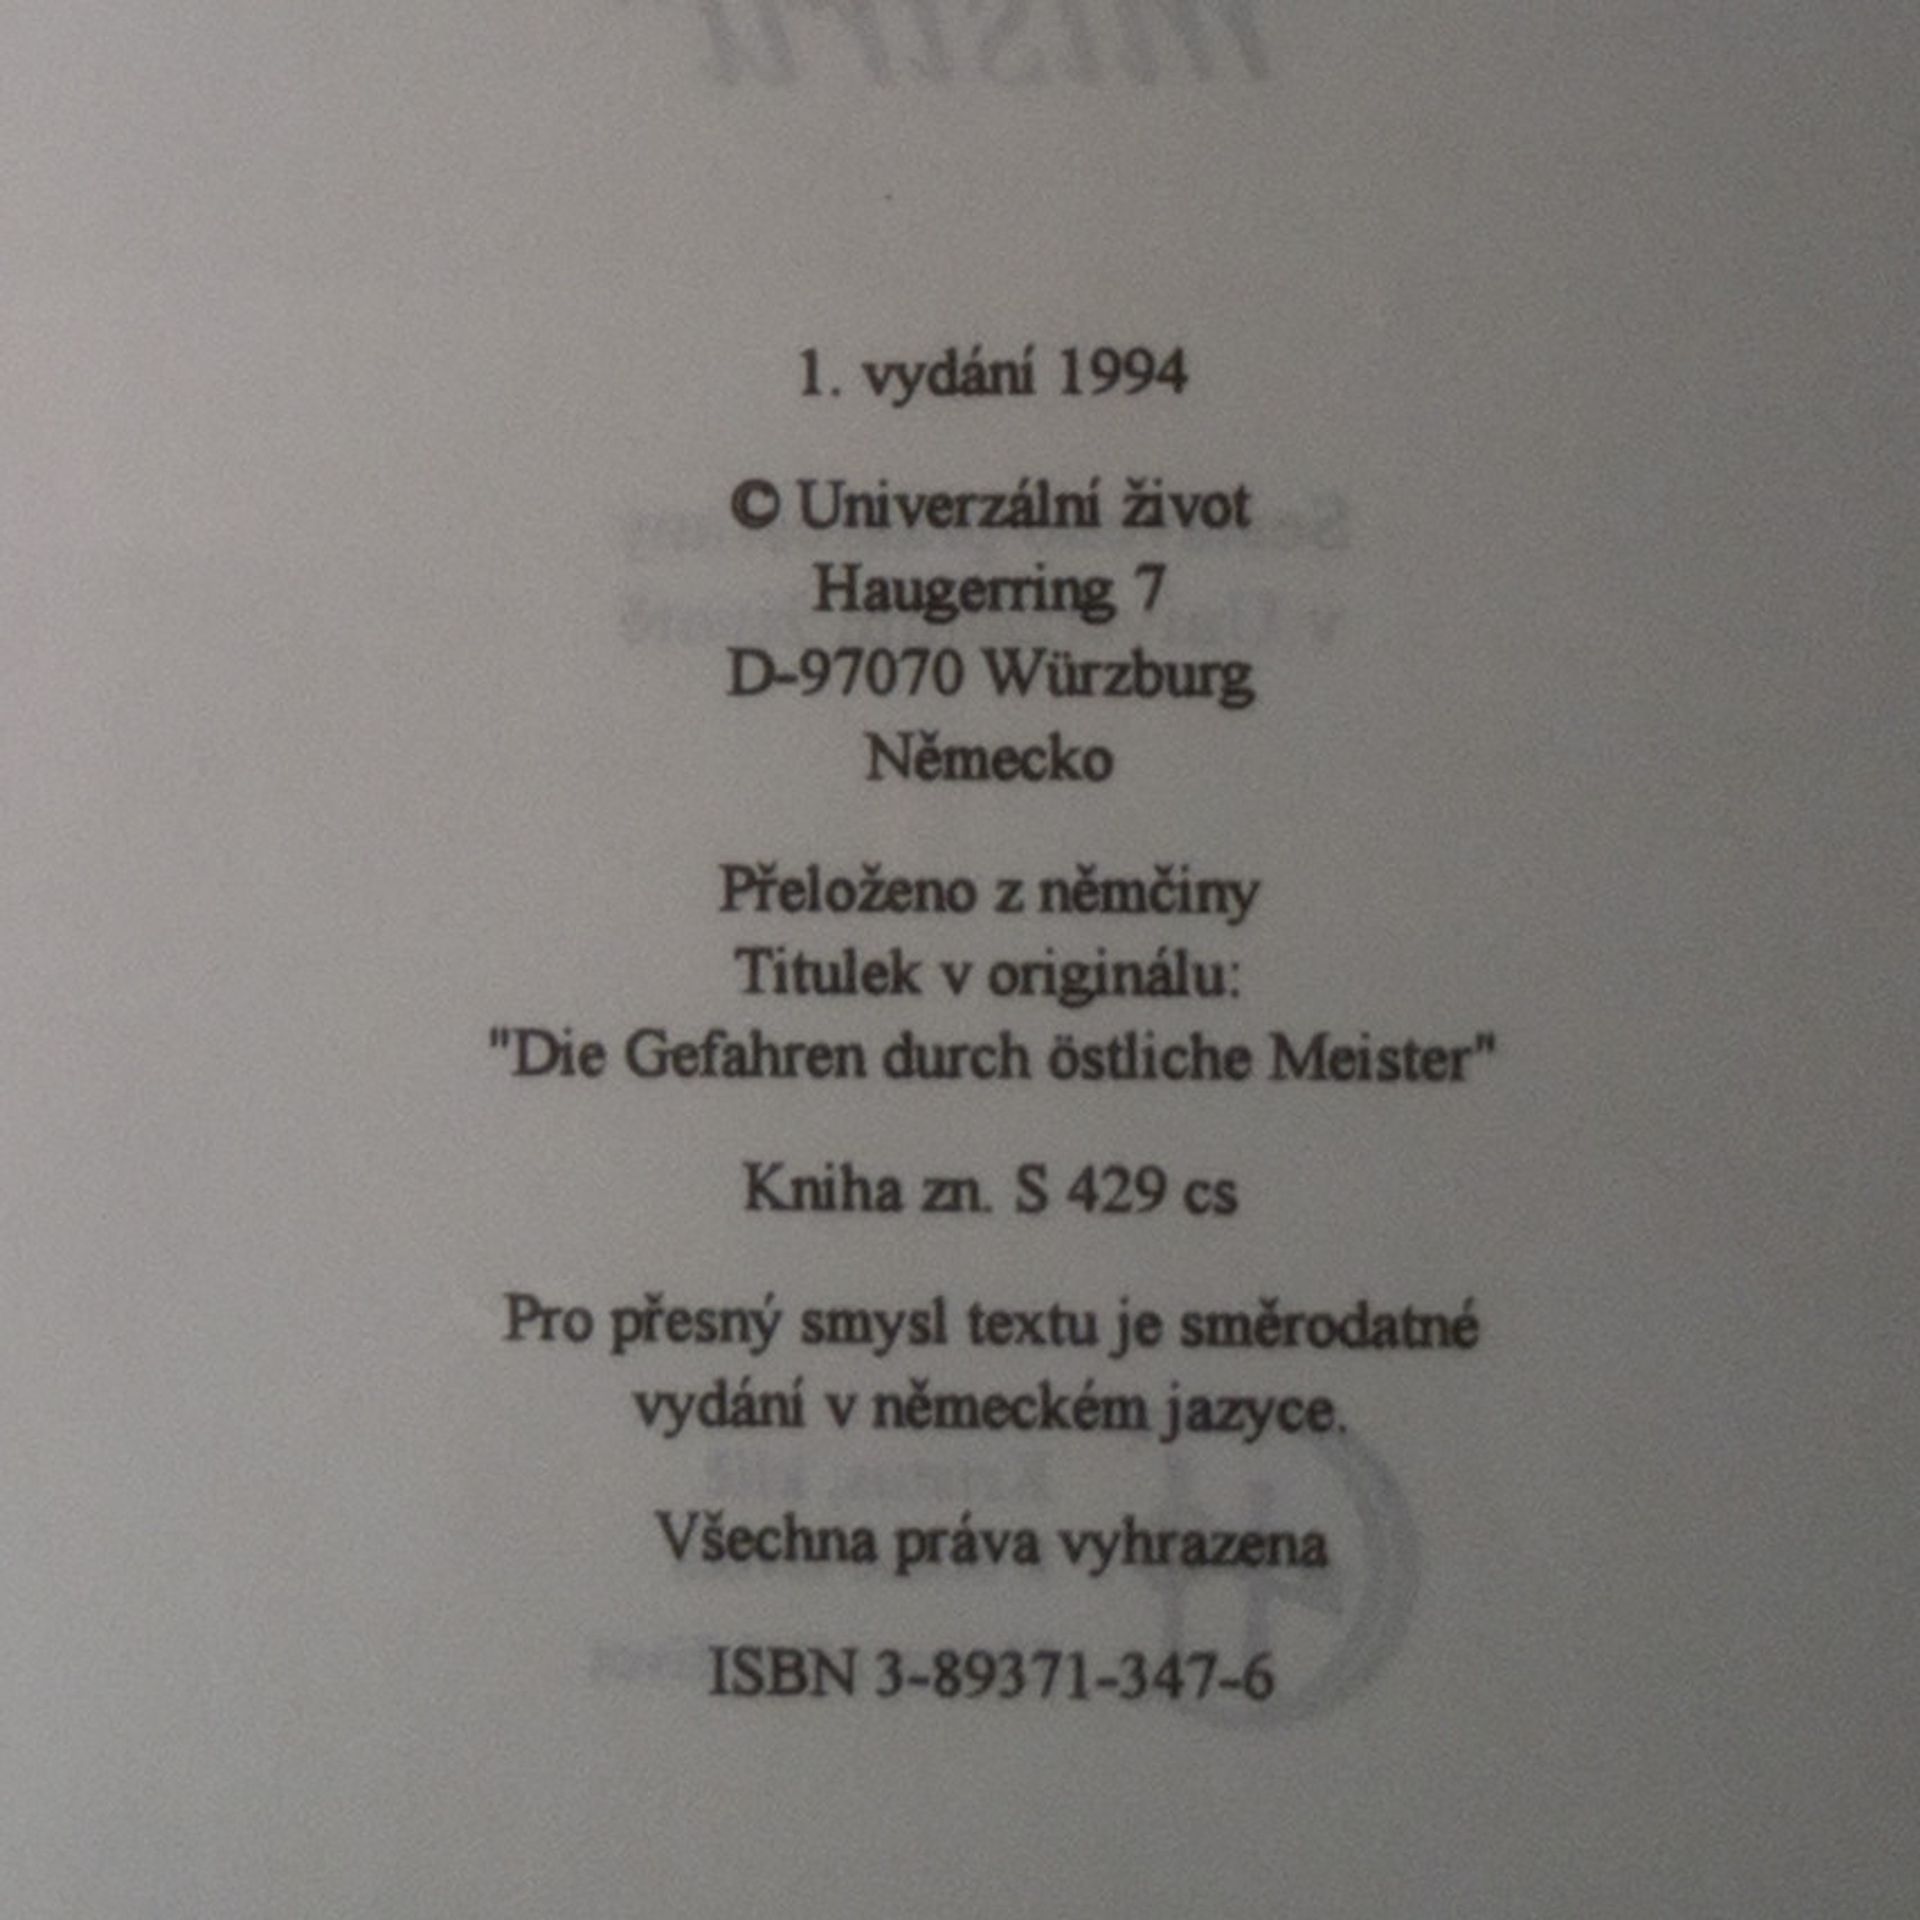 1. vydání 1994
© Univerzální život
Haugerring 7
D-97070 Würzburg
Německo
Přeloženo z němčiny
Titulek v originálu:
"Die Gefahren durch östliche Meister"
Kniha zn. S 429 cs
Pro přesný smysl textu je směrodatné
vydání v německém jazyce.
Všechna práva vyhrazena
ISBN 3-89371-347-6